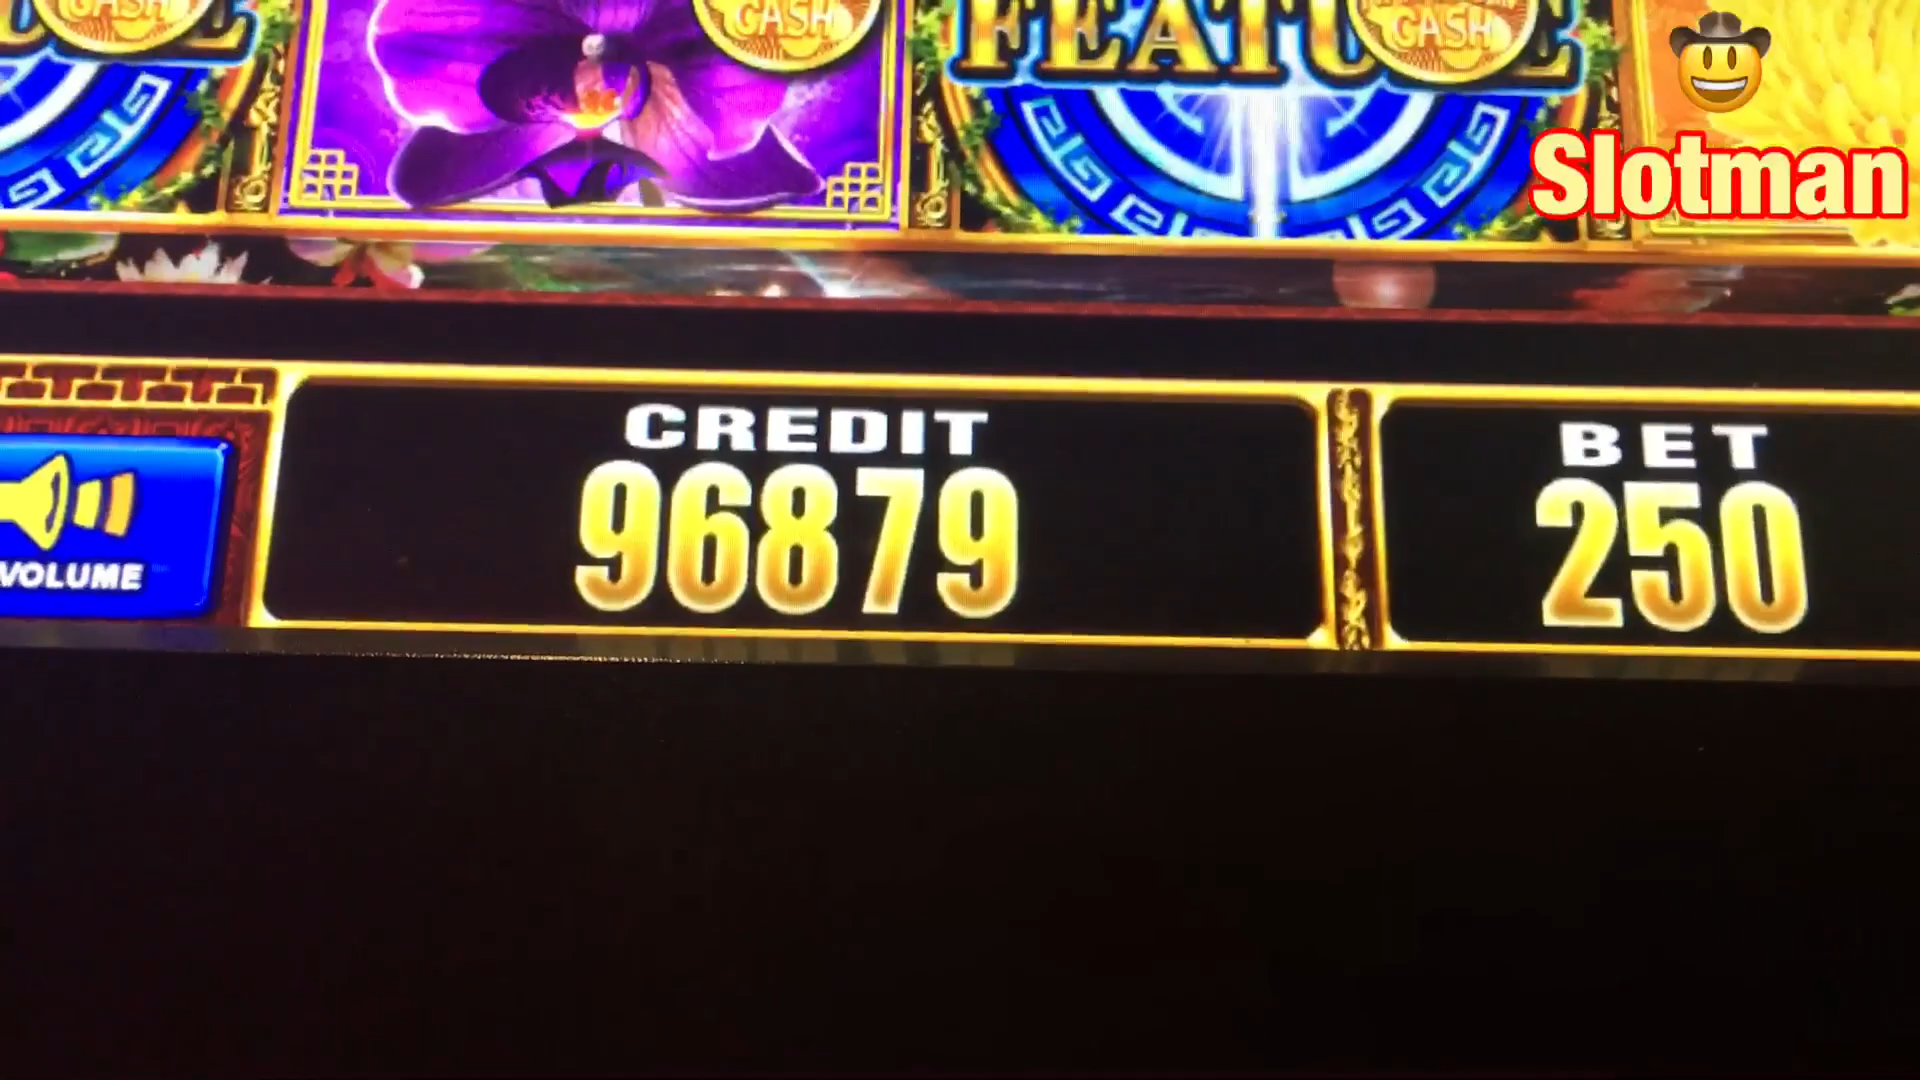 CASH
CASH
CASH
FEATURE
Slotman
CREDIT
96879
BET
250
VOLUME